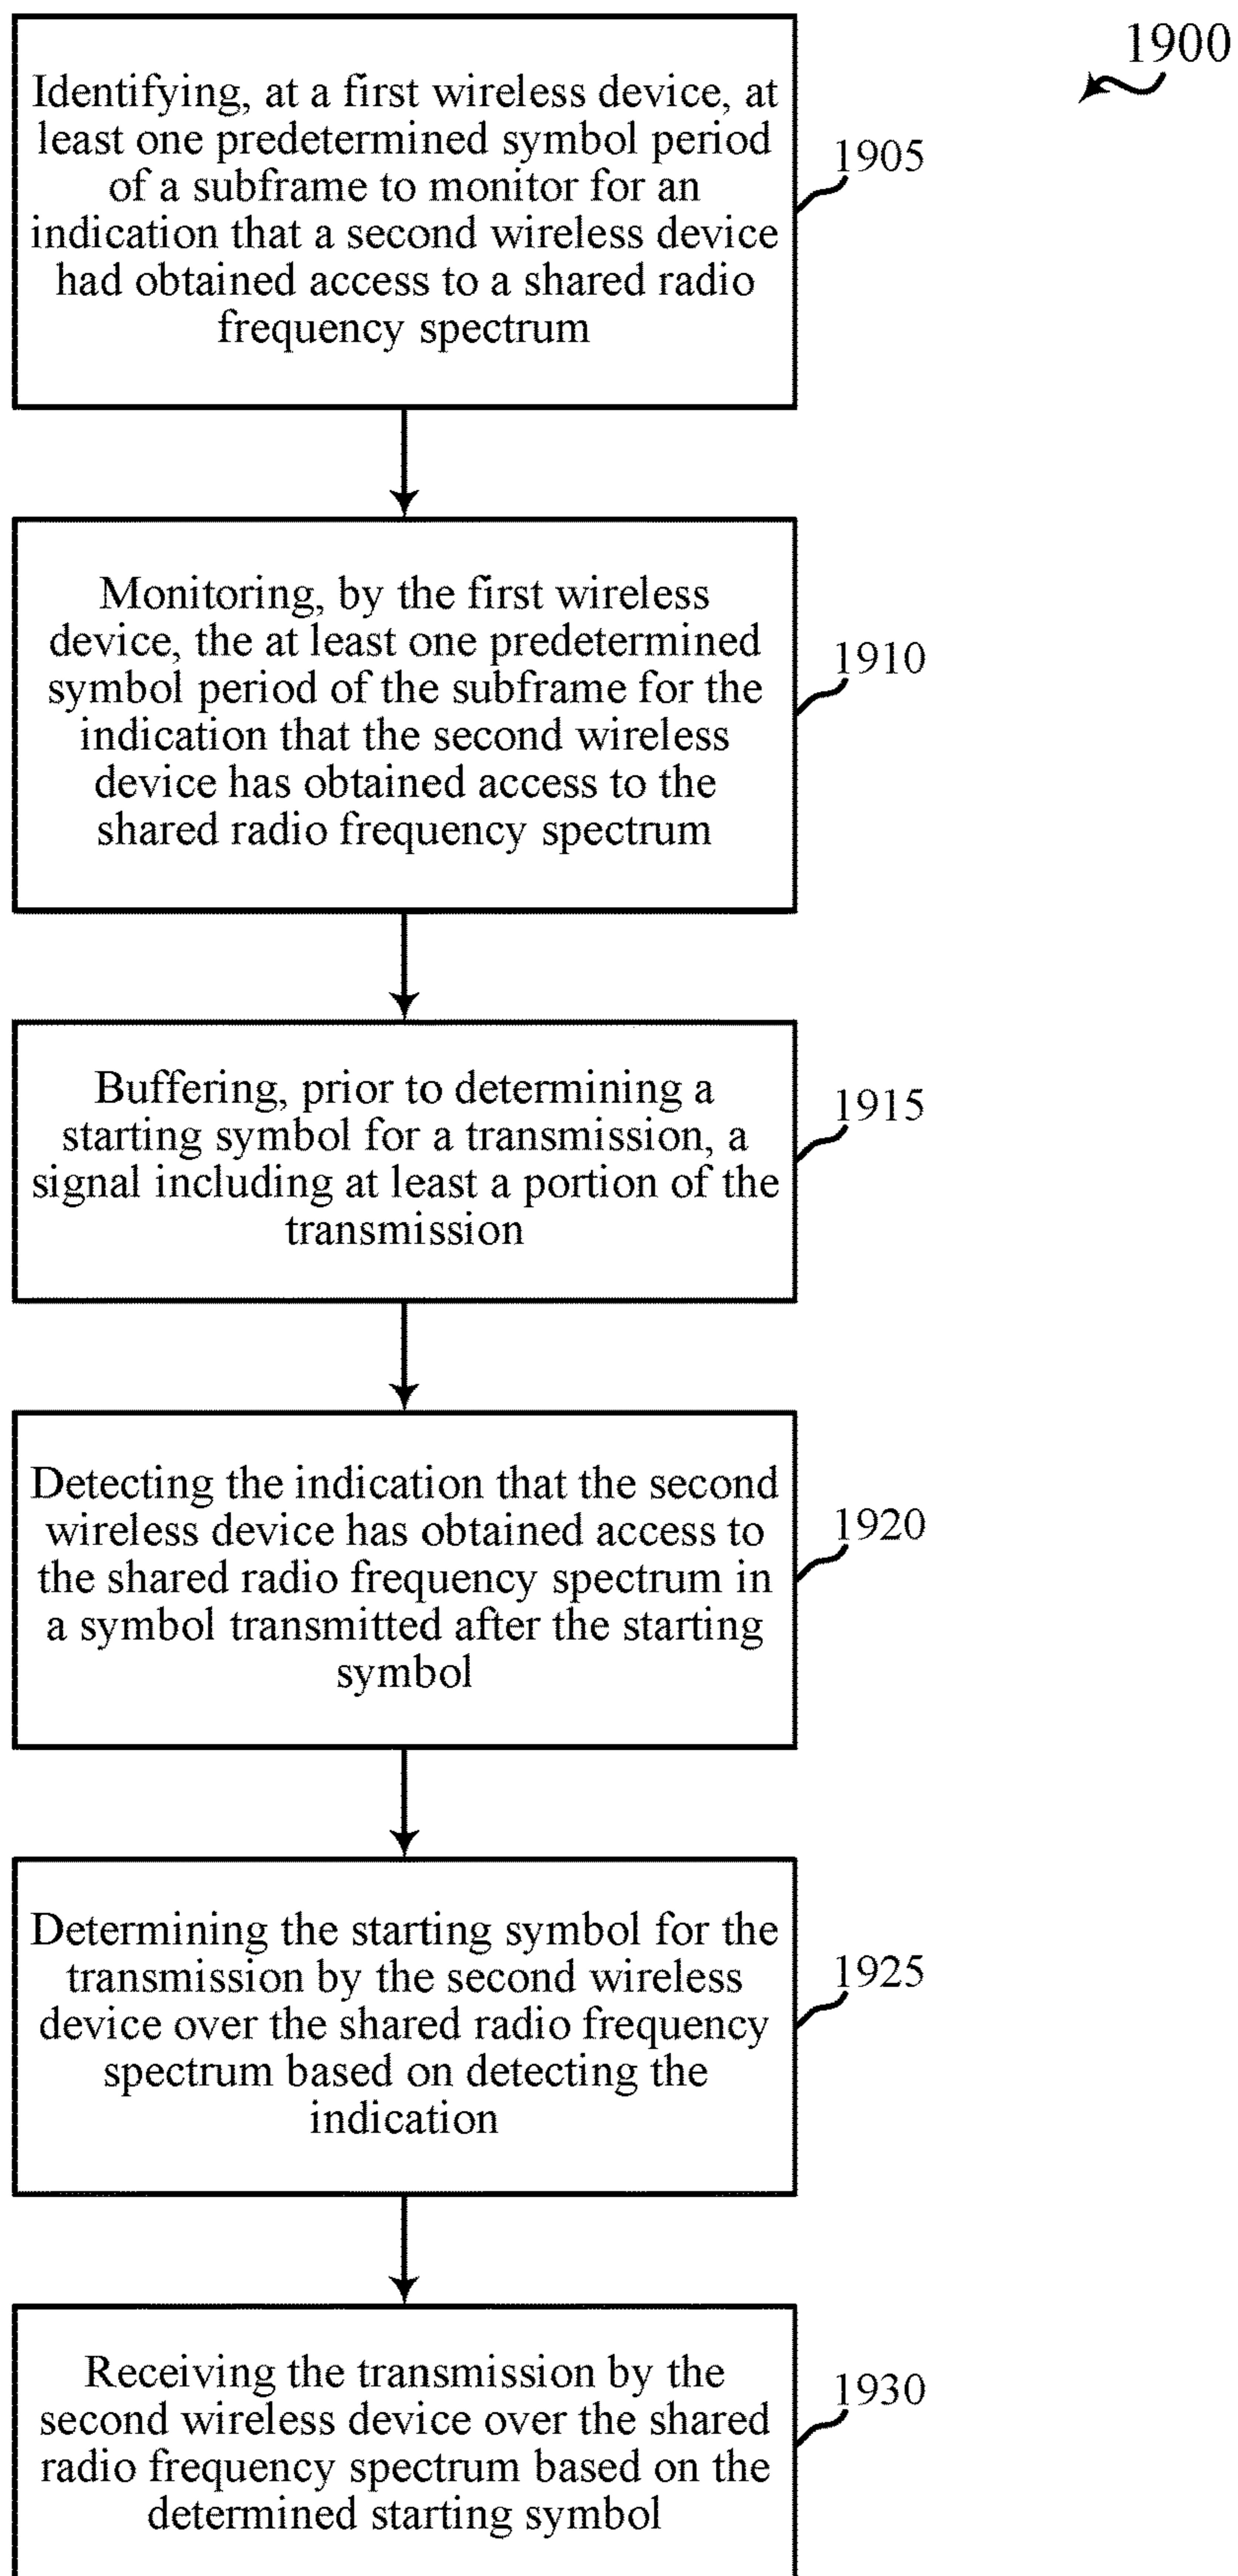 1900
Identifying, at a first wireless device, at
least one predetermined symbol period
of a subframe to monitor for an
indication that a second wireless device
had obtained access to a shared radio
frequency spectrum
1905
Monitoring, by the first wireless
device, the at least one predetermined
symbol period of the subframe for the
indication that the second wireless
device has obtained access to the
shared radio frequency spectrum
1910
Buffering, prior to determining a
starting symbol for a transmission, a
signal including at least a portion of the
transmission
1915
Detecting the indication that the second
wireless device has obtained access to
the shared radio frequency spectrum in
a symbol transmitted after the starting
symbol
1920
Determining the starting symbol for the
transmission by the second wireless
device over the shared radio frequency
spectrum based on detecting the
indication
1925
Receiving the transmission by the
second wireless device over the shared
radio frequency spectrum based on the
determined starting symbol
1930